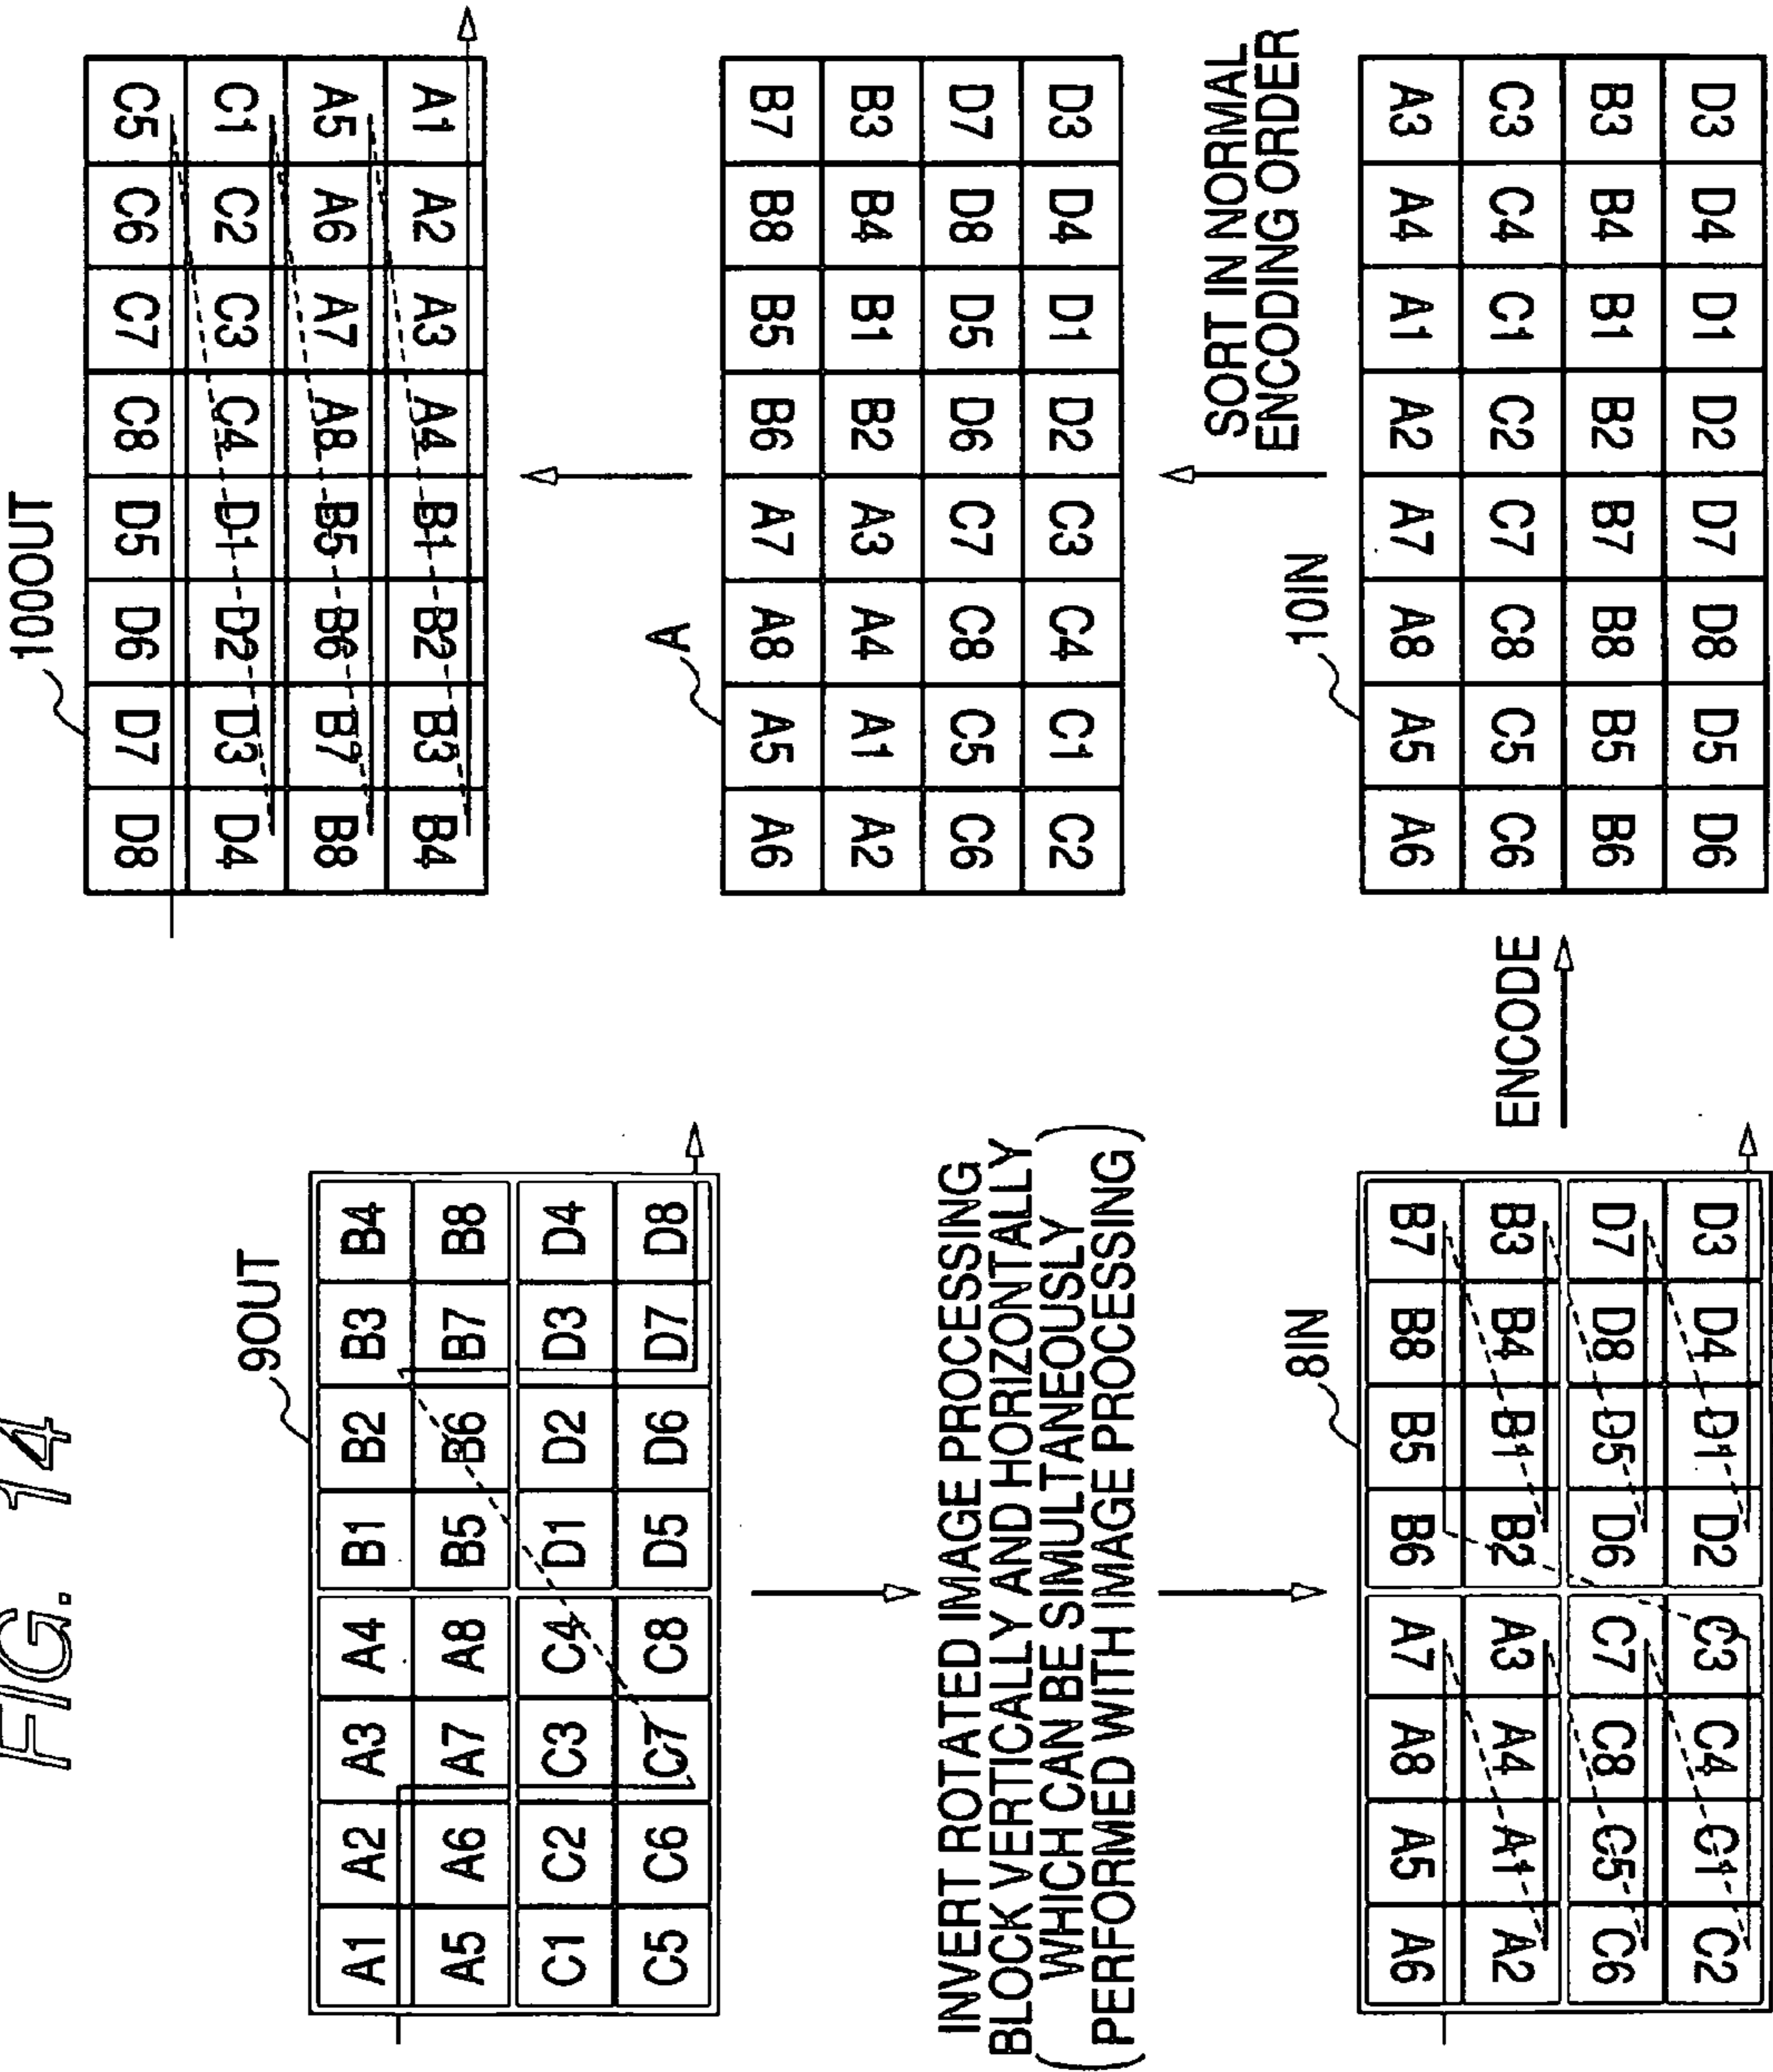 FIG. 14
9OUT
A1 A2 A3 A4 B1 B2 B3 B4
A5 A6 A7 A8 B5 B6 B7 B8
C1 C2 C3 C4 D1 D2 D3 D4
C5 C6 C7 C8 D5 D6 D7 D8
INVERT ROTATED IMAGE PROCESSING
BLOCK VERTICALLY AND HORIZONTALLY
(WHICH CAN BE SIMULTANEOUSLY
PERFORMED WITH IMAGE PROCESSING)
8IN
A6 A5 A8 A7 B6 B5 B8 B7
A2 A1 A4 A3 B2 B1 B4 B3
C6 C5 C8 C7 D6 D5 D8 D7
C2 C1 C4 C3 D2 D1 D4 D3
ENCODE
10IN
A6 A5 A8 A7 A2 A1 A4 A3
C6 C5 C8 C7 C2 C1 C4 C3
B6 B5 B8 B7 B2 B1 B4 B3
D6 D5 D8 D7 D2 D1 D4 D3
SORT IN NORMAL
ENCODING ORDER
A
A6 A5 A8 A7 B6 B5 B8 B7
A2 A1 A4 A3 B2 B1 B4 B3
C6 C5 C8 C7 D6 D5 D8 D7
C2 C1 C4 C3 D2 D1 D4 D3
100OUT
D8 D7 D6 D5 C8 C7 C6 C5
D4 D3 D2 D1 C4 C3 C2 C1
B8 B7 B6 B5 A8 A7 A6 A5
B4 B3 B2 B1 A4 A3 A2 A1